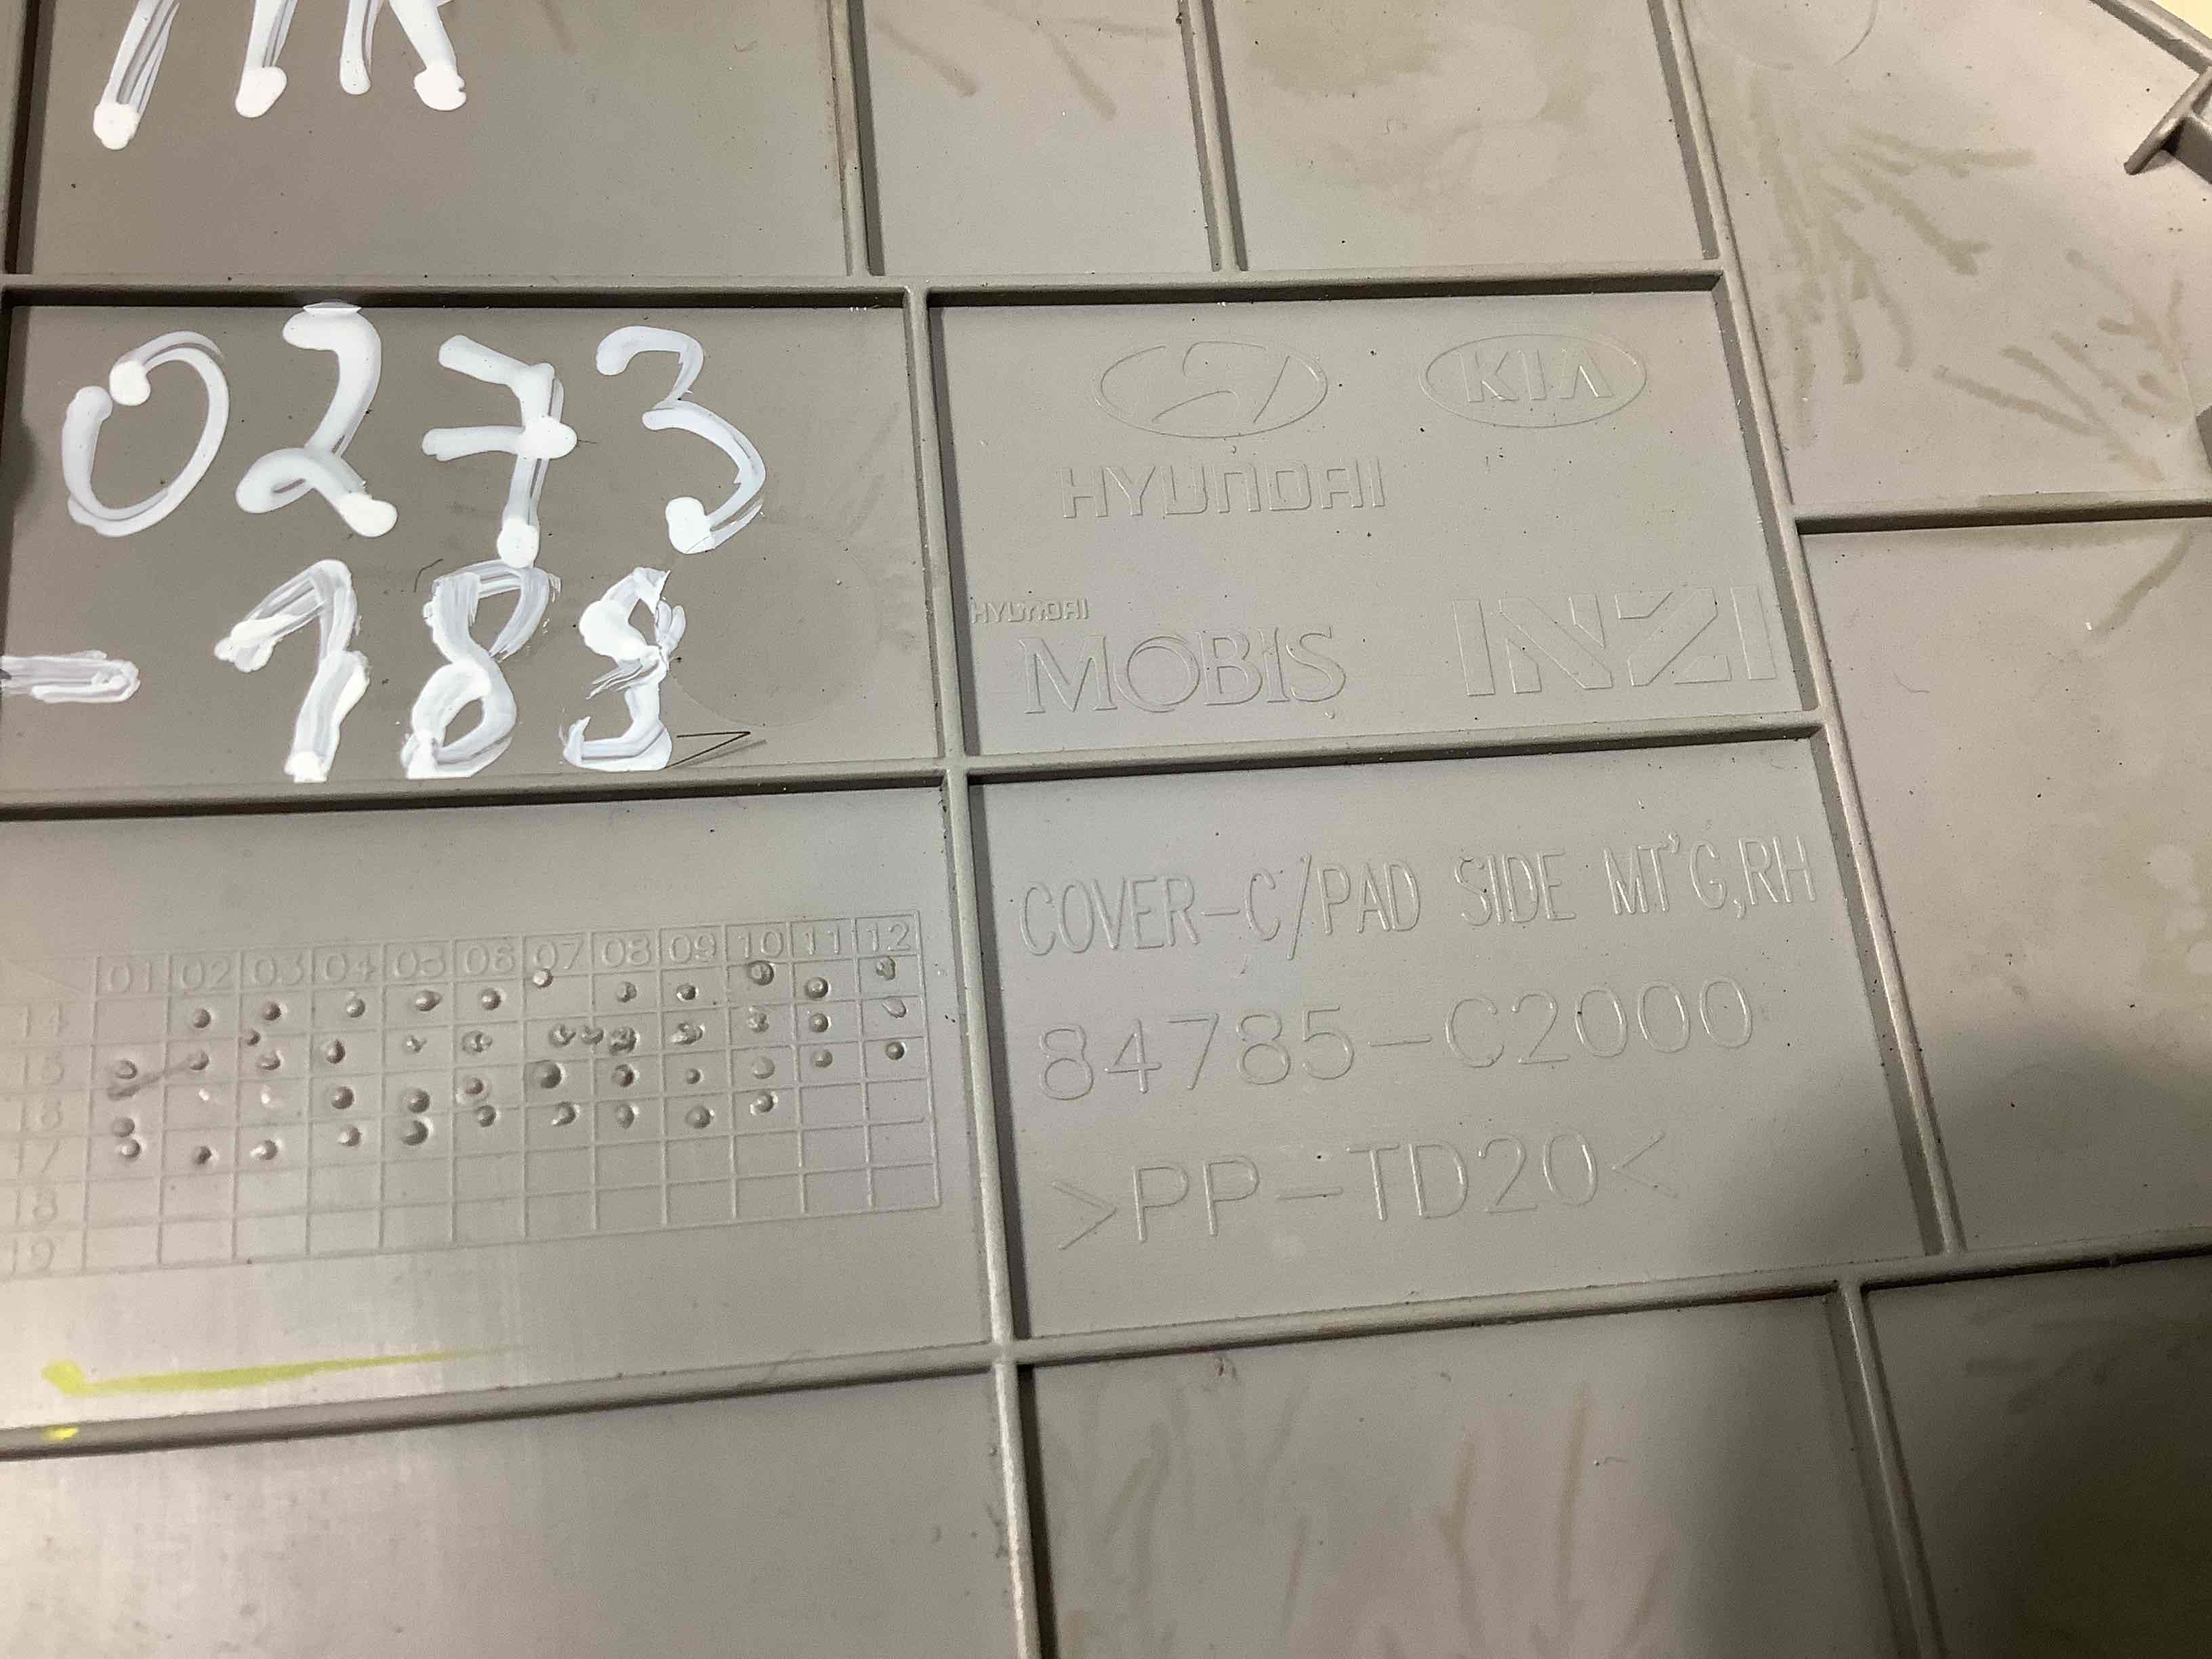 0273
-189
KIA
HYUNDAI
HYUNDAI
MOBIS
INZI
01 02 03 04 05 06 07 08 09 10 11 12
14
15
16
17
18
19
COVER-C/PAD SIDE MT'G,RH
84785-C2000
>PP-TD20<